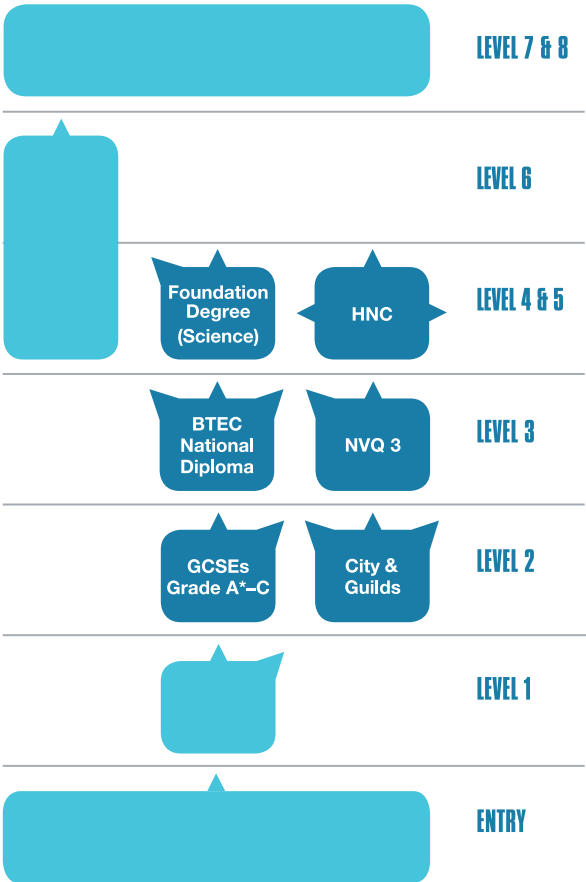 LEVEL 7 & 8
LEVEL 6
Foundation
Degree
(Science)
HNC
LEVEL 4 & 5
BTEC
National
Diploma
NVQ 3
LEVEL 3
GCSEs
Grade A*–C
City &
Guilds
LEVEL 2
LEVEL 1
ENTRY